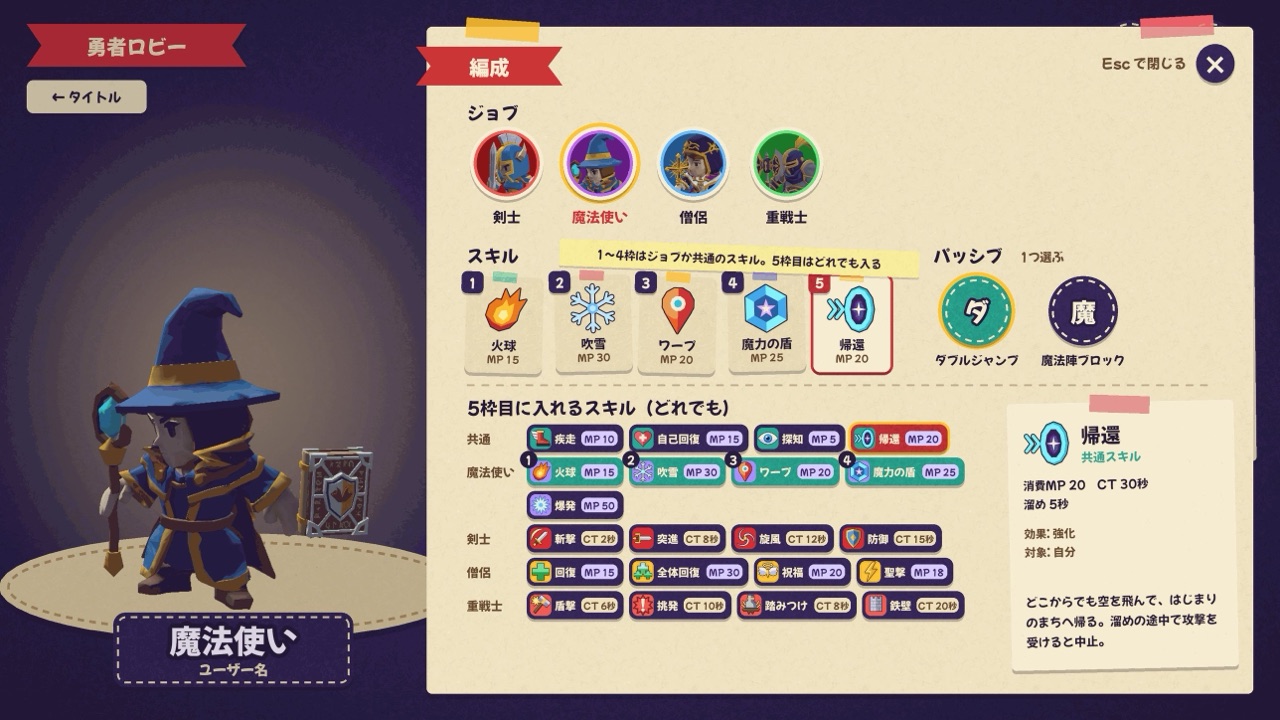 勇者ロビー
←タイトル
編成
Escで閉じる
ジョブ
剣士
魔法使い
僧侶
重戦士
スキル
1〜4枠はジョブか共通のスキル。5枠目はどれでも入る
1
火球
MP 15
2
吹雪
MP 30
3
ワープ
MP 20
4
魔力の盾
MP 25
5
帰還
MP 20
パッシブ 1つ選ぶ
ダ
ダブルジャンプ
魔
魔法陣ブロック
5枠目に入れるスキル（どれでも）
共通 疾走 MP 10 自己回復 MP 15 探知 MP 5 帰還 MP 20
魔法使い 1 火球 MP 15 2 吹雪 MP 30 3 ワープ MP 20 4 魔力の盾 MP 25
爆発 MP 50
剣士 斬撃 CT 2秒 突進 CT 8秒 旋風 CT 12秒 防御 CT 15秒
僧侶 回復 MP 15 全体回復 MP 30 祝福 MP 20 聖撃 MP 18
重戦士 盾撃 CT 6秒 挑発 CT 10秒 踏みつけ CT 8秒 鉄壁 CT 20秒
帰還
共通スキル
消費MP 20 CT 30秒
溜め 5秒
効果: 強化
対象: 自分
どこからでも空を飛んで、はじまり
のまちへ帰る。溜めの途中で攻撃を
受けると中止。
魔法使い
ユーザー名